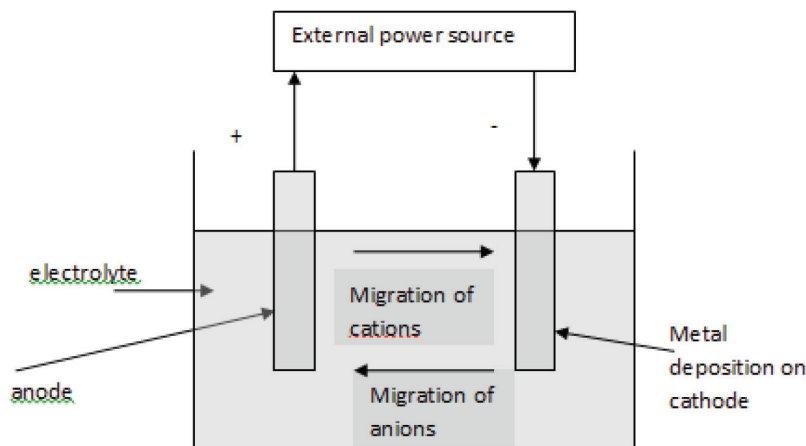 External power source
+
-
electrolyte
Migration of
cations
Metal
deposition on
cathode
anode
Migration of
anions